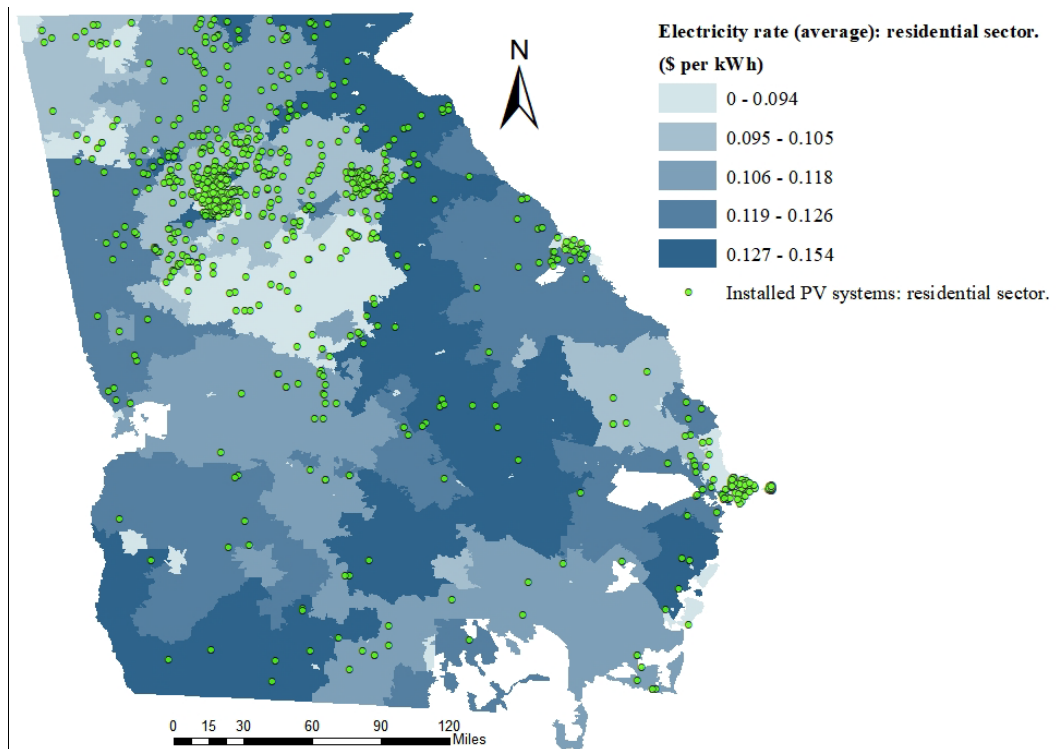 N
Electricity rate (average): residential sector.
($ per kWh)
0 - 0.094
0.095 - 0.105
0.106 - 0.118
0.119 - 0.126
0.127 - 0.154
Installed PV systems: residential sector.
0 15 30 60 90 120
Miles